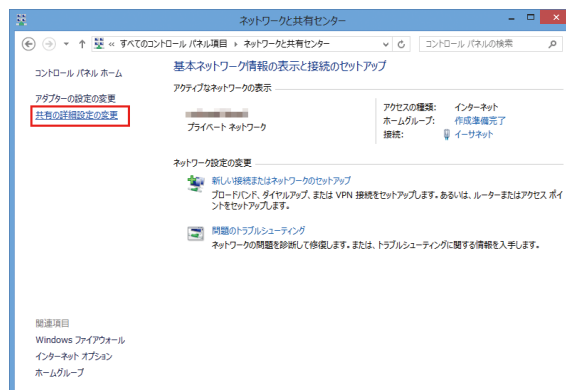 ネットワークと共有センター
« すべてのコントロール パネル項目 ▸ ネットワークと共有センター
コントロール パネルの検索
コントロール パネル ホーム
アダプターの設定の変更
共有の詳細設定の変更
基本ネットワーク情報の表示と接続のセットアップ
アクティブなネットワークの表示
プライベート ネットワーク
アクセスの種類: インターネット
ホームグループ: 作成準備完了
接続: イーサネット
ネットワーク設定の変更
新しい接続またはネットワークのセットアップ
ブロードバンド、ダイヤルアップ、または VPN 接続をセットアップします。あるいは、ルーターまたはアクセス ポイ
ントをセットアップします。
問題のトラブルシューティング
ネットワークの問題を診断して修復します。または、トラブルシューティングに関する情報を入手します。
関連項目
Windows ファイアウォール
インターネット オプション
ホームグループ